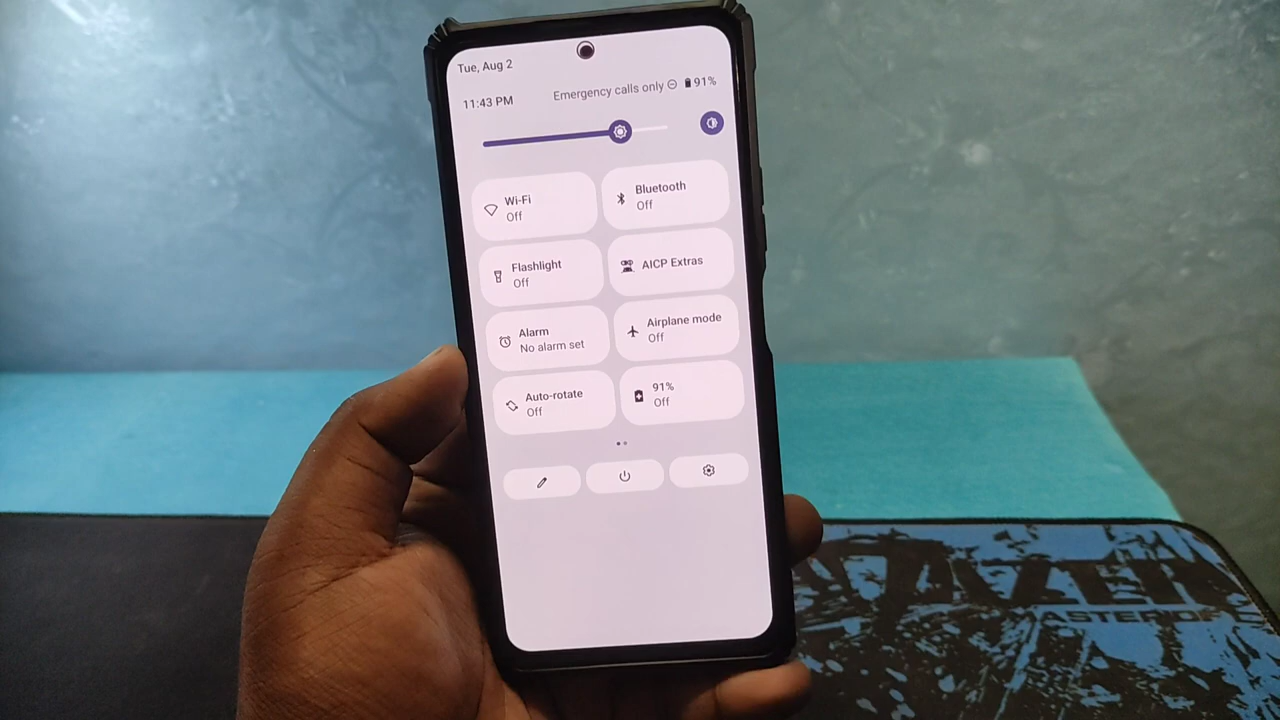 Tue, Aug 2
11:43 PM
Emergency calls only 91%
Wi-Fi
Off
Bluetooth
Off
Flashlight
Off
AICP Extras
Alarm
No alarm set
Airplane mode
Off
Auto-rotate
Off
91%
Off